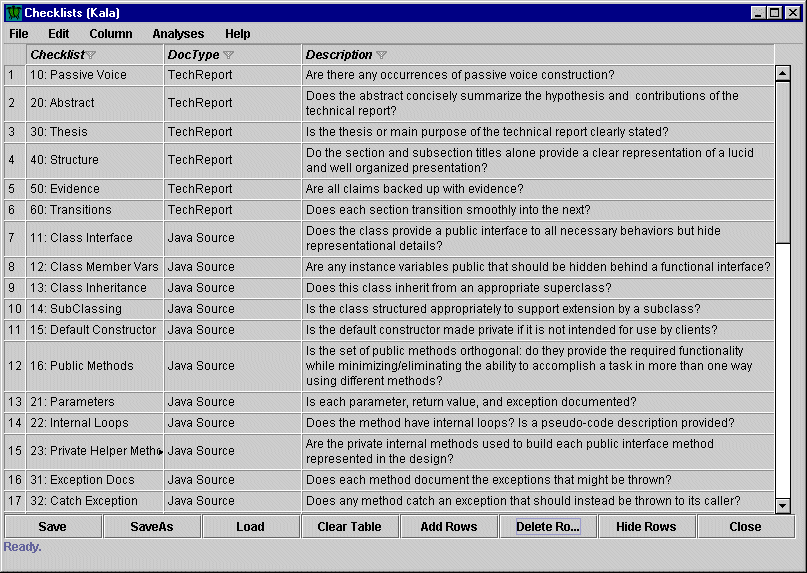 Checklists (Kala)
File Edit Column Analyses Help
Checklist DocType Description
1 10: Passive Voice TechReport Are there any occurrences of passive voice construction?
2 20: Abstract TechReport Does the abstract concisely summarize the hypothesis and contributions of the
technical report?
3 30: Thesis TechReport Is the thesis or main purpose of the technical report clearly stated?
4 40: Structure TechReport Do the section and subsection titles alone provide a clear representation of a lucid
and well organized presentation?
5 50: Evidence TechReport Are all claims backed up with evidence?
6 60: Transitions TechReport Does each section transition smoothly into the next?
7 11: Class Interface Java Source Does the class provide a public interface to all necessary behaviors but hide
representational details?
8 12: Class Member Vars Java Source Are any instance variables public that should be hidden behind a functional interface?
9 13: Class Inheritance Java Source Does this class inherit from an appropriate superclass?
10 14: SubClassing Java Source Is the class structured appropriately to support extension by a subclass?
11 15: Default Constructor Java Source Is the default constructor made private if it is not intended for use by clients?
12 16: Public Methods Java Source Is the set of public methods orthogonal: do they provide the required functionality
while minimizing/eliminating the ability to accomplish a task in more than one way
using different methods?
13 21: Parameters Java Source Is each parameter, return value, and exception documented?
14 22: Internal Loops Java Source Does the method have internal loops? Is a pseudo-code description provided?
15 23: Private Helper Metho Java Source Are the private internal methods used to build each public interface method
represented in the design?
16 31: Exception Docs Java Source Does each method document the exceptions that might be thrown?
17 32: Catch Exception Java Source Does any method catch an exception that should instead be thrown to its caller?
Save SaveAs Load Clear Table Add Rows Delete Ro... Hide Rows Close
Ready.